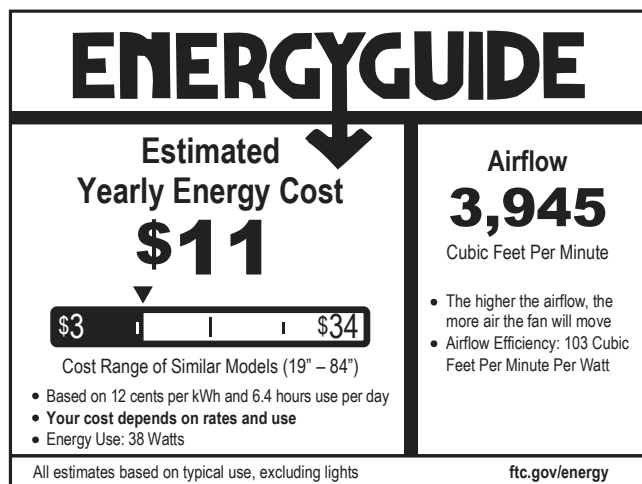 ENERGYGUIDE
Estimated
Yearly Energy Cost
$11
$3
$34
Cost Range of Similar Models (19” – 84”)
• Based on 12 cents per kWh and 6.4 hours use per day
• Your cost depends on rates and use
• Energy Use: 38 Watts
Airflow
3,945
Cubic Feet Per Minute
• The higher the airflow, the
more air the fan will move
• Airflow Efficiency: 103 Cubic
Feet Per Minute Per Watt
All estimates based on typical use, excluding lights
ftc.gov/energy